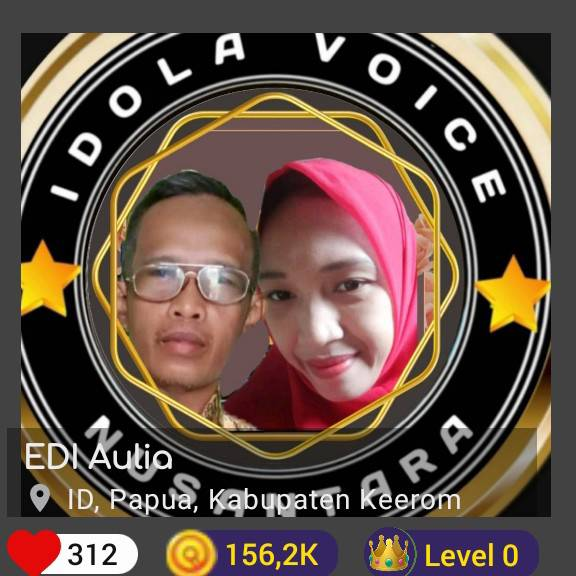 IDOLA VOICE
NUSANTARA
EDI Aulia
ID, Papua, Kabupaten Keerom
312
156,2K
Level 0